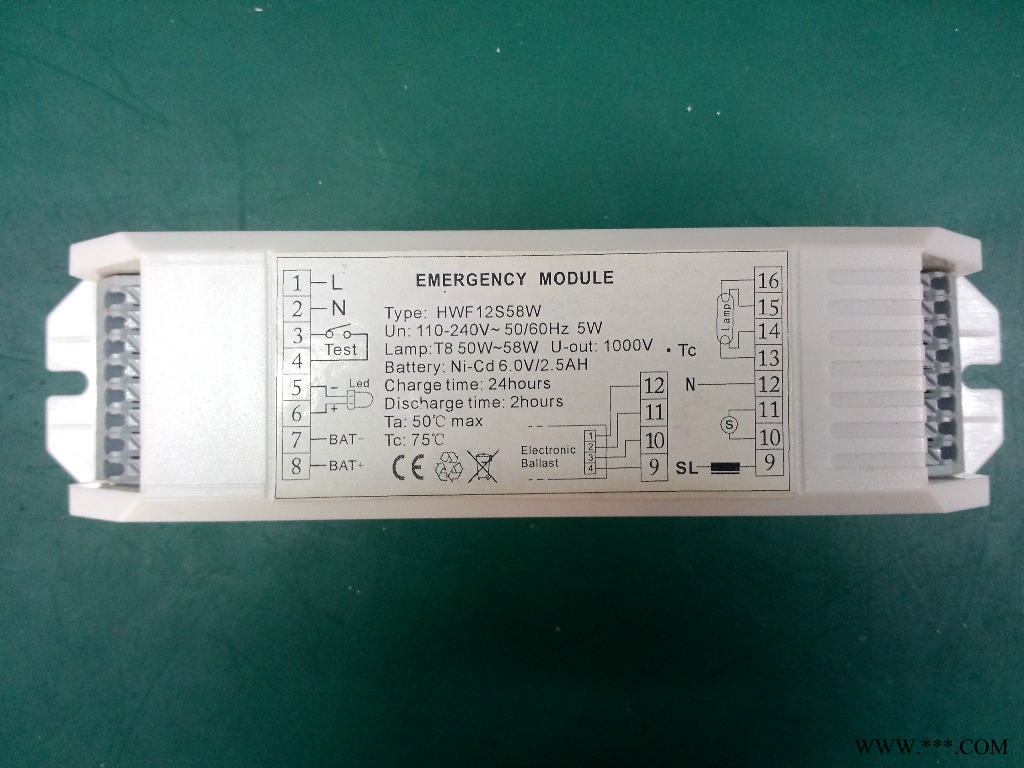 EMERGENCY MODULE
1 L
2 N
3
4
Test
5 - Led
6 +
7 BAT-
8 BAT+
Type: HWF12S58W
Un: 110-240V~ 50/60Hz 5W
Lamp:T8 50W~58W U-out: 1000V
Battery: Ni-Cd 6.0V/2.5AH
Charge time: 24hours
Discharge time: 2hours
Ta: 50℃ max
Tc: 75℃
CE
• Tc
Electronic
Ballast
1
2
3
4
12
11
10
9
Lamp
16
15
14
13
N 12
S
11
10
SL 9
WWW.***.COM